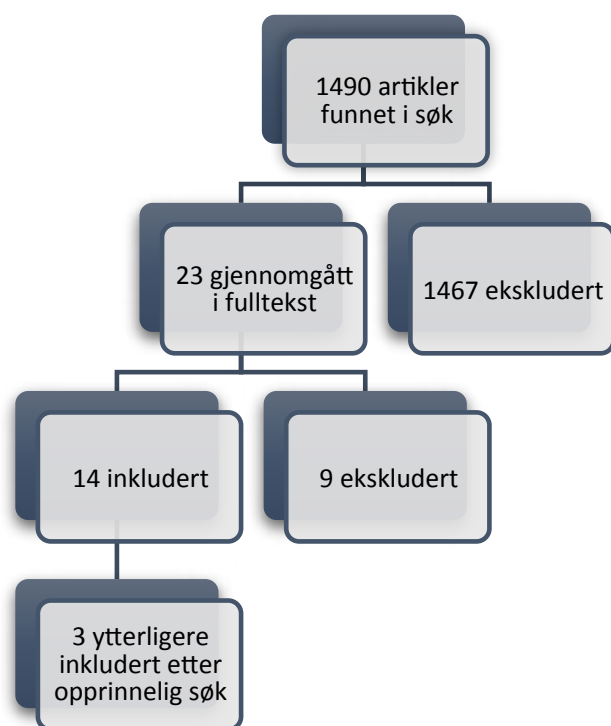 1490 artikler
funnet i søk
23 gjennomgått
i fulltekst
1467 ekskludert
14 inkludert
9 ekskludert
3 ytterligere
inkludert etter
opprinnelig søk